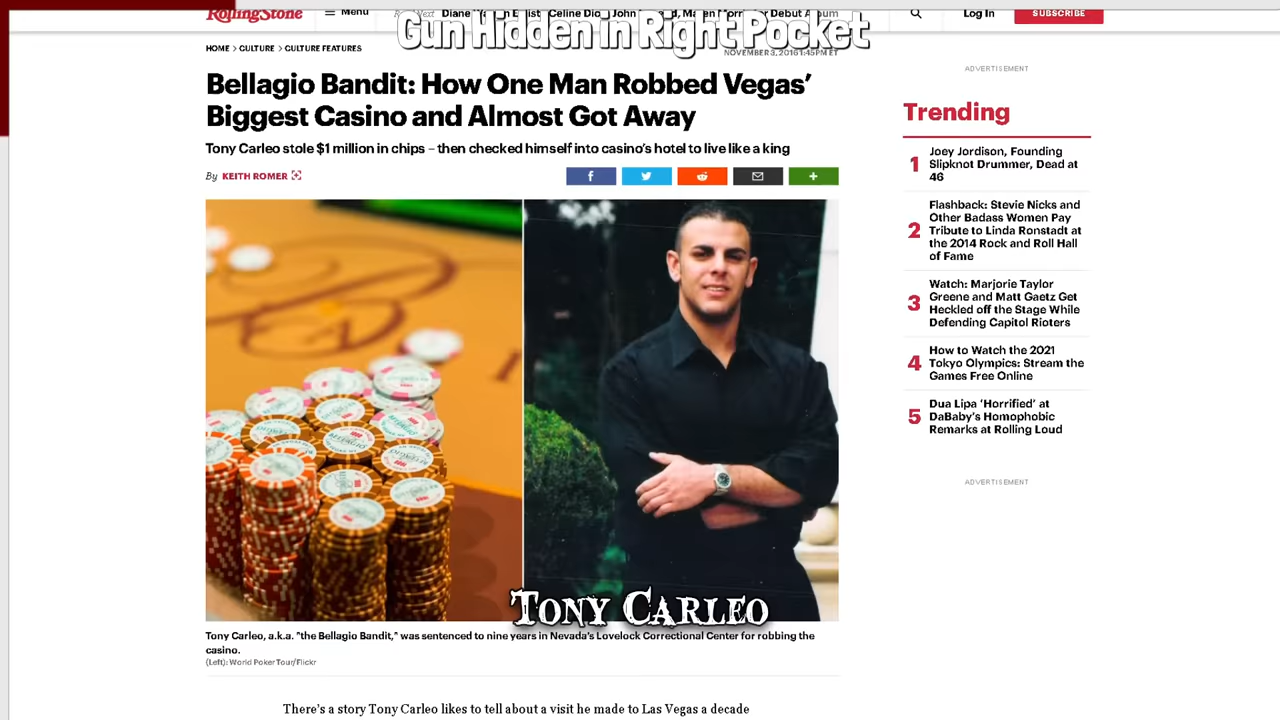 RollingStone
Menu
Log In
SUBSCRIBE
Gun Hidden in Right Pocket
HOME > CULTURE > CULTURE FEATURES
NOVEMBER 3, 2016 1:45PM ET
Bellagio Bandit: How One Man Robbed Vegas’
Biggest Casino and Almost Got Away
Tony Carleo stole $1 million in chips – then checked himself into casino’s hotel to live like a king
By KEITH ROMER
TONY CARLEO
Tony Carleo, a.k.a. "the Bellagio Bandit," was sentenced to nine years in Nevada’s Lovelock Correctional Center for robbing the
casino.
(Left): World Poker Tour/Flickr
There’s a story Tony Carleo likes to tell about a visit he made to Las Vegas a decade
ADVERTISEMENT
Trending
1 Joey Jordison, Founding
Slipknot Drummer, Dead at
46
2 Flashback: Stevie Nicks and
Other Badass Women Pay
Tribute to Linda Ronstadt at
the 2014 Rock and Roll Hall
of Fame
3 Watch: Marjorie Taylor
Greene and Matt Gaetz Get
Heckled off the Stage While
Defending Capitol Rioters
4 How to Watch the 2021
Tokyo Olympics: Stream the
Games Free Online
5 Dua Lipa ‘Horrified’ at
DaBaby’s Homophobic
Remarks at Rolling Loud
ADVERTISEMENT